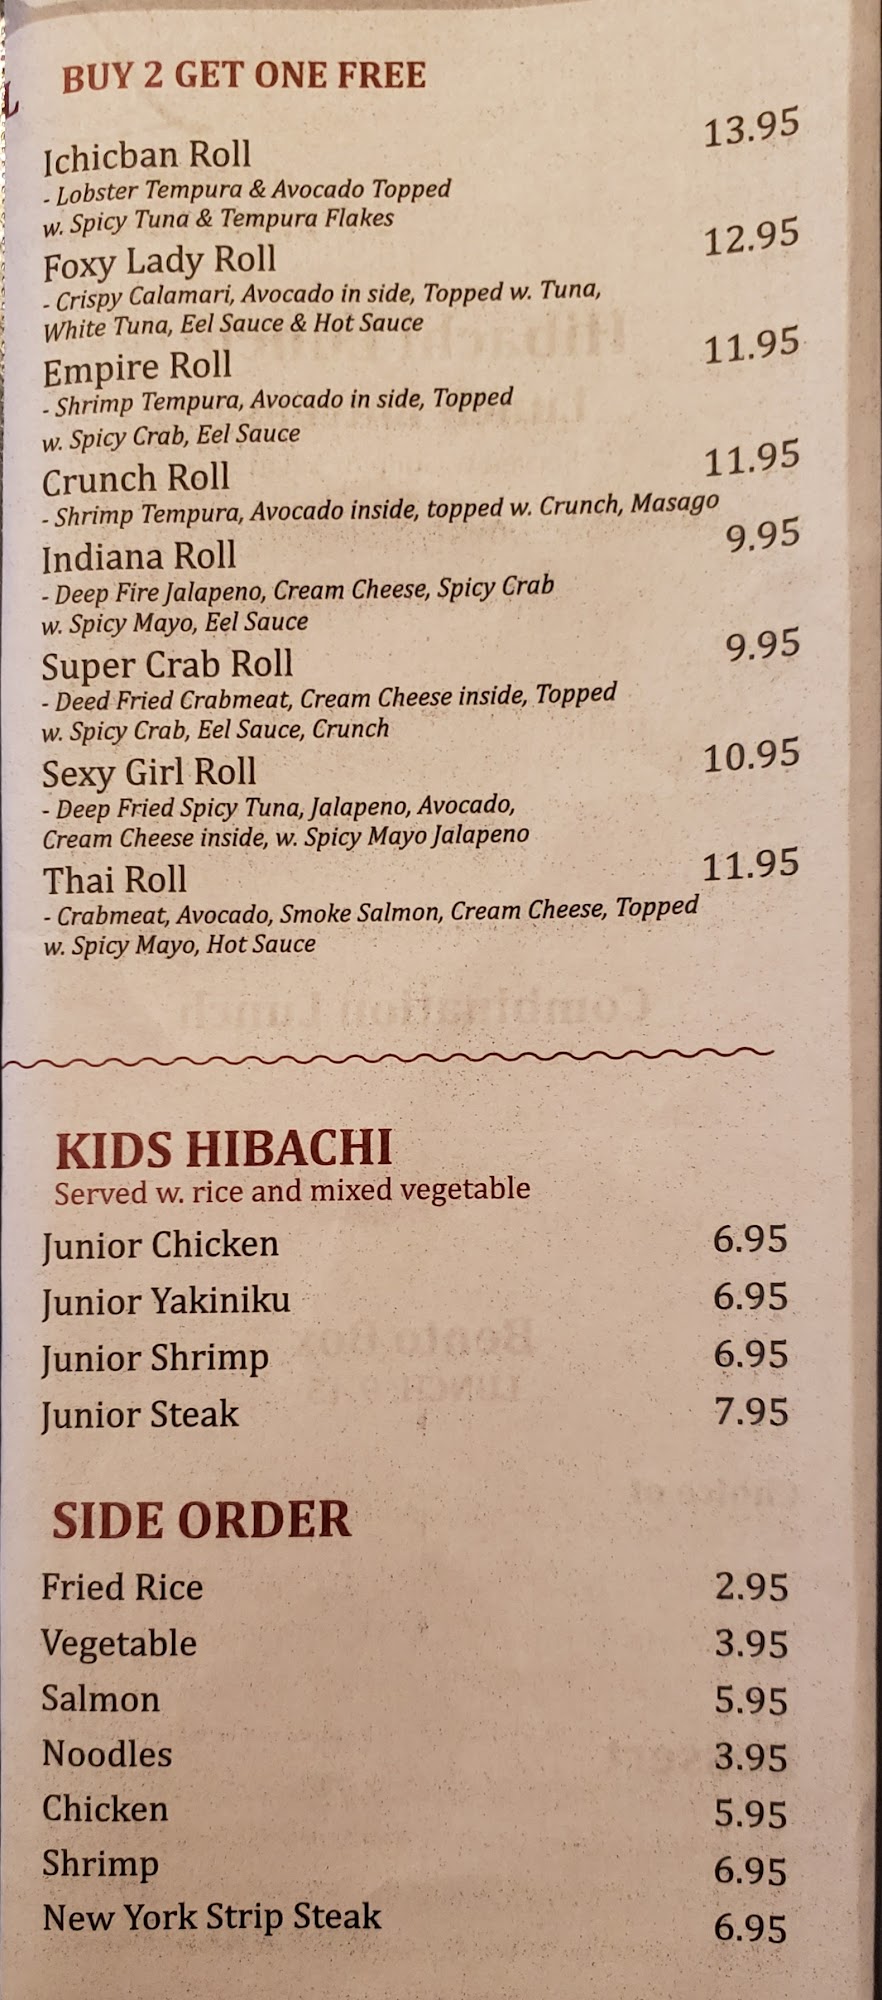 BUY 2 GET ONE FREE
Ichicban Roll 13.95
- Lobster Tempura & Avocado Topped
w. Spicy Tuna & Tempura Flakes
Foxy Lady Roll 12.95
- Crispy Calamari, Avocado in side, Topped w. Tuna,
White Tuna, Eel Sauce & Hot Sauce
Empire Roll 11.95
- Shrimp Tempura, Avocado in side, Topped
w. Spicy Crab, Eel Sauce
Crunch Roll 11.95
- Shrimp Tempura, Avocado inside, topped w. Crunch, Masago
Indiana Roll 9.95
- Deep Fire Jalapeno, Cream Cheese, Spicy Crab
w. Spicy Mayo, Eel Sauce
Super Crab Roll 9.95
- Deed Fried Crabmeat, Cream Cheese inside, Topped
w. Spicy Crab, Eel Sauce, Crunch
Sexy Girl Roll 10.95
- Deep Fried Spicy Tuna, Jalapeno, Avocado,
Cream Cheese inside, w. Spicy Mayo Jalapeno
Thai Roll 11.95
- Crabmeat, Avocado, Smoke Salmon, Cream Cheese, Topped
w. Spicy Mayo, Hot Sauce
KIDS HIBACHI
Served w. rice and mixed vegetable
Junior Chicken 6.95
Junior Yakiniku 6.95
Junior Shrimp 6.95
Junior Steak 7.95
SIDE ORDER
Fried Rice 2.95
Vegetable 3.95
Salmon 5.95
Noodles 3.95
Chicken 5.95
Shrimp 6.95
New York Strip Steak 6.95